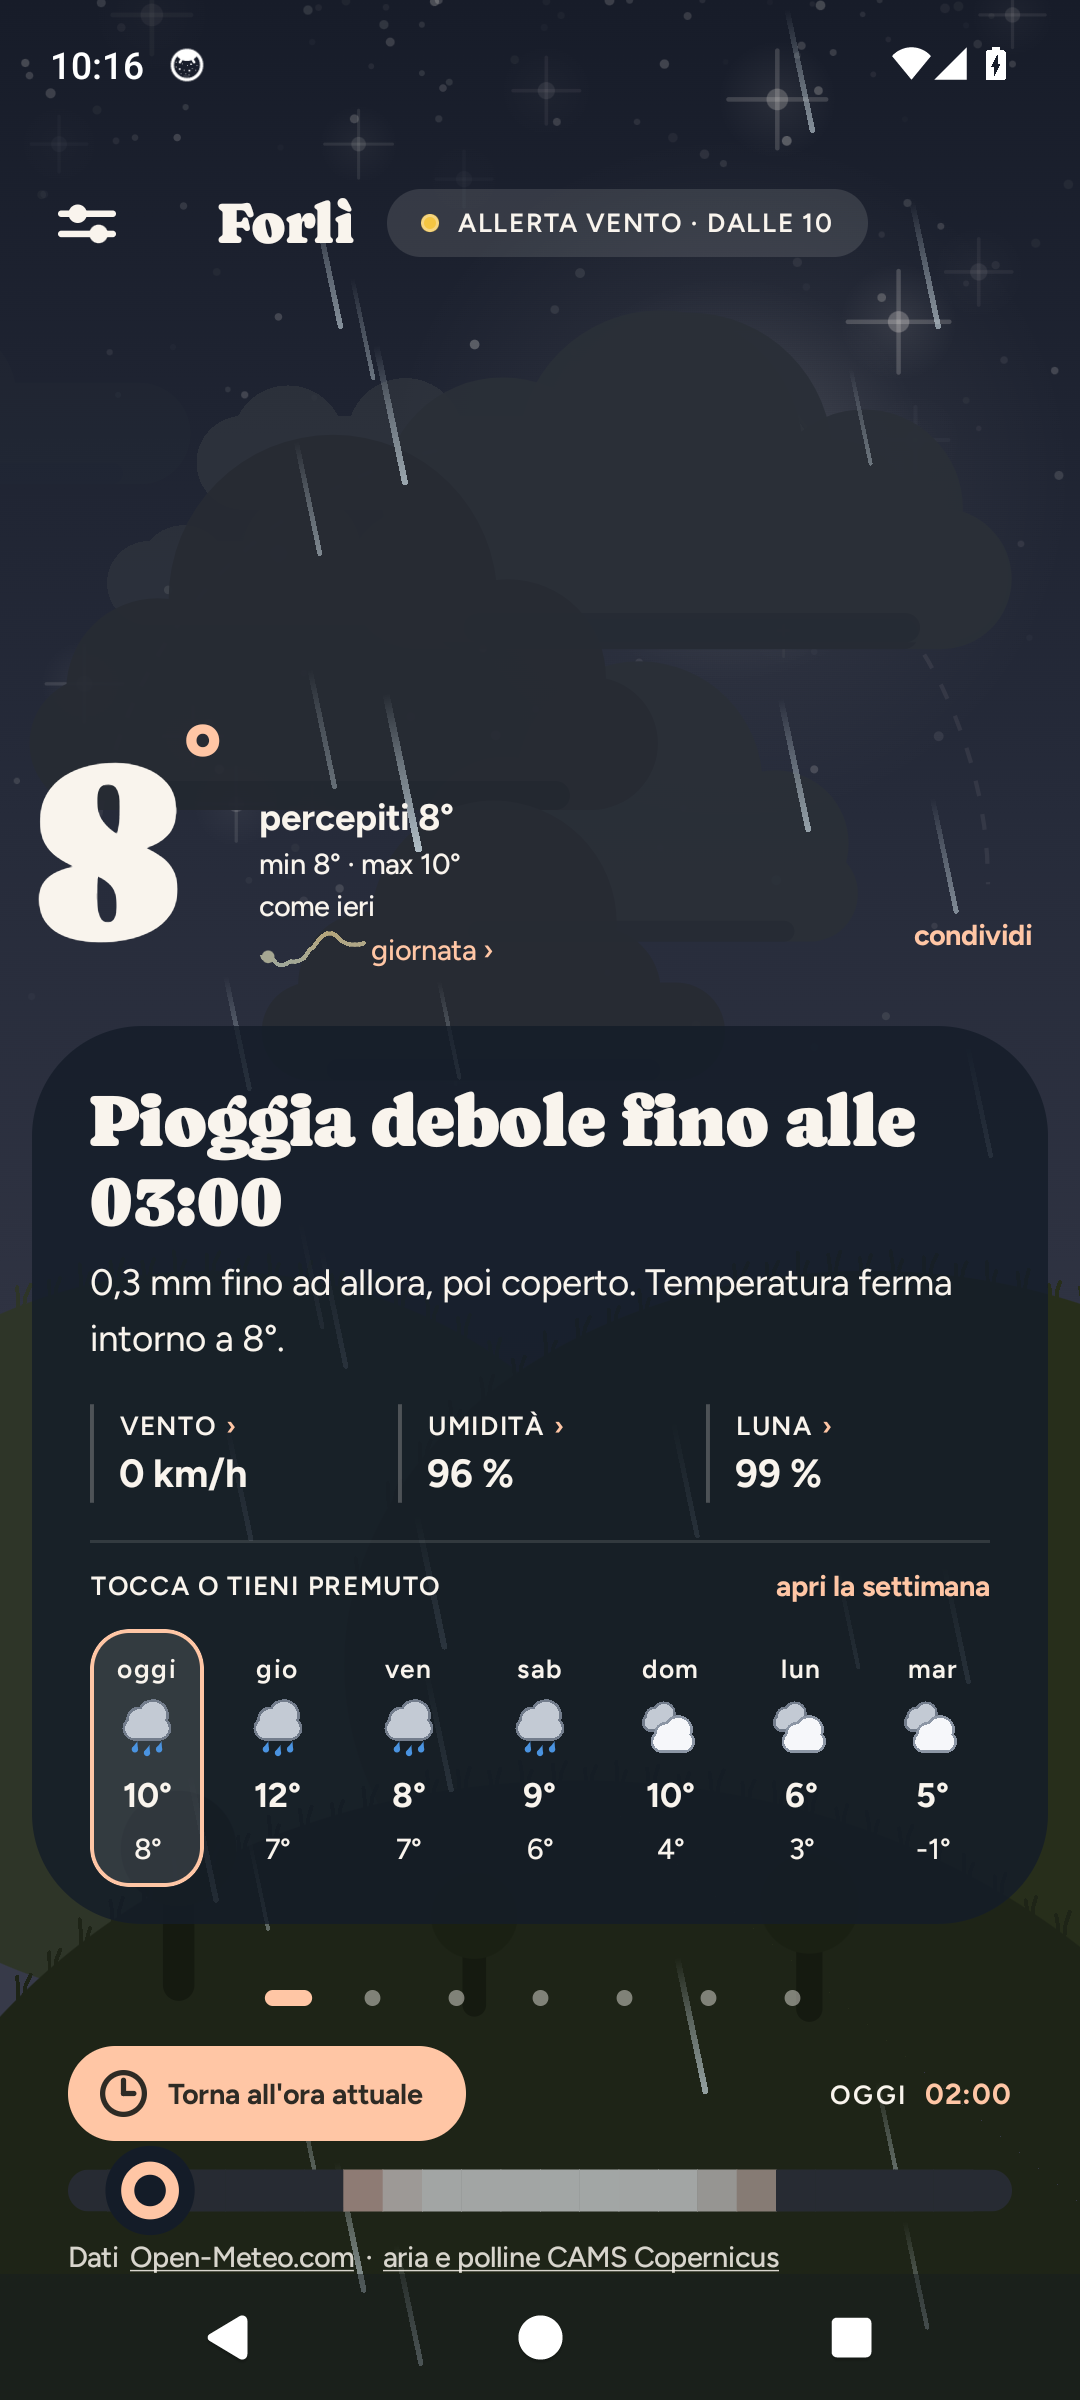 10:16
Forlì
ALLERTA VENTO · DALLE 10
8°
percepiti 8°
min 8° · max 10°
come ieri
giornata ›
condividi
Pioggia debole fino alle
03:00
0,3 mm fino ad allora, poi coperto. Temperatura ferma
intorno a 8°.
VENTO › UMIDITÀ › LUNA ›
0 km/h 96 % 99 %
TOCCA O TIENI PREMUTO apri la settimana
oggi gio ven sab dom lun mar
10° 12° 8° 9° 10° 6° 5°
8° 7° 7° 6° 4° 3° -1°
Torna all'ora attuale OGGI 02:00
Dati Open-Meteo.com · aria e polline CAMS Copernicus